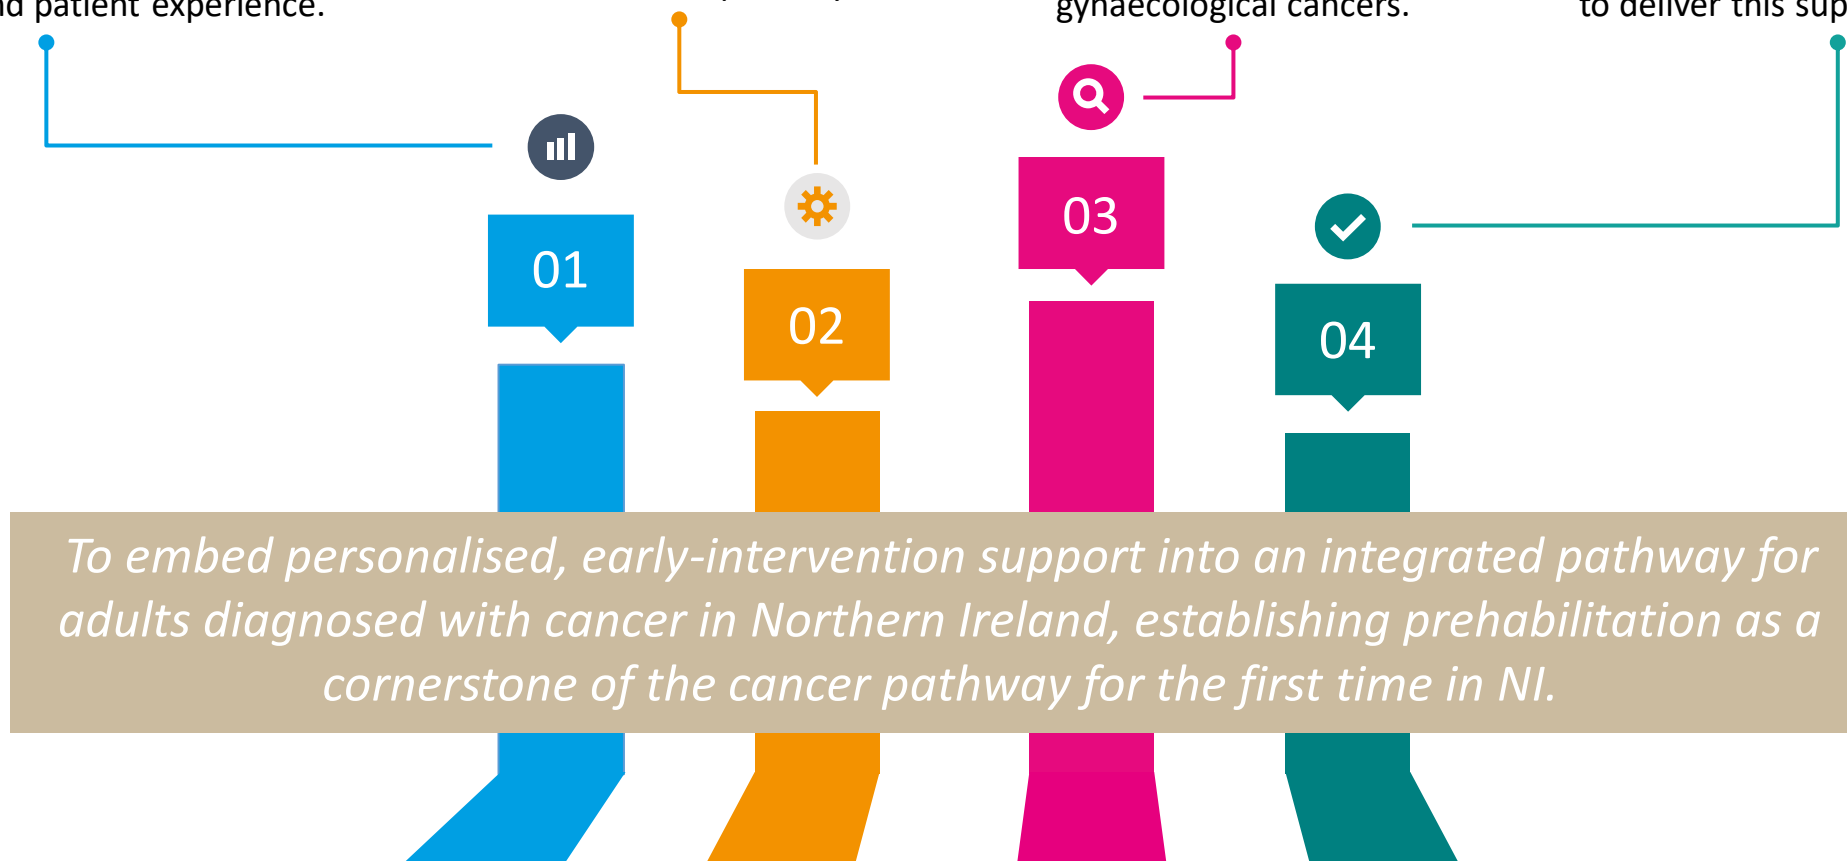 patient experience.
gynaecological cancers.
to deliver this
01
02
03
04
To embed personalised, early-intervention support into an integrated pathway for
adults diagnosed with cancer in Northern Ireland, establishing prehabilitation as a
cornerstone of the cancer pathway for the first time in NI.